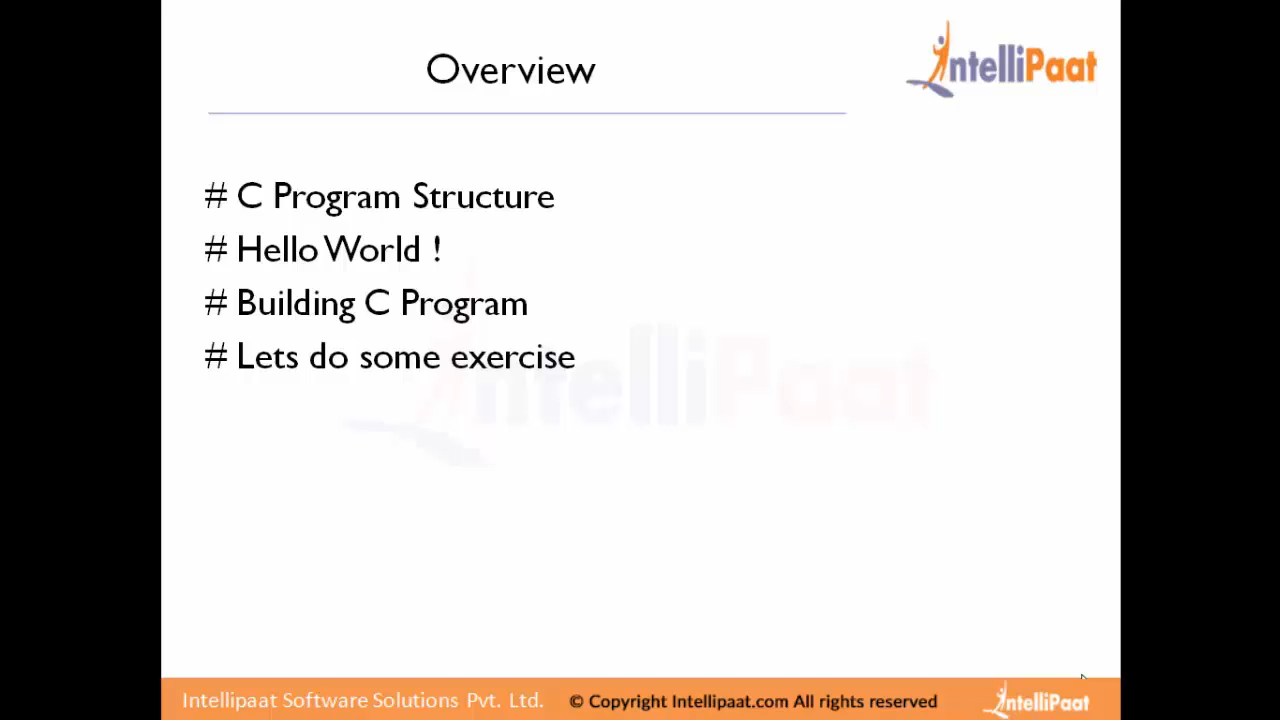 Overview
IntelliPaat
# C Program Structure
# Hello World !
# Building C Program
# Lets do some exercise
IntelliPaat
Intellipaat Software Solutions Pvt. Ltd. © Copyright Intellipaat.com All rights reserved IntelliPaat